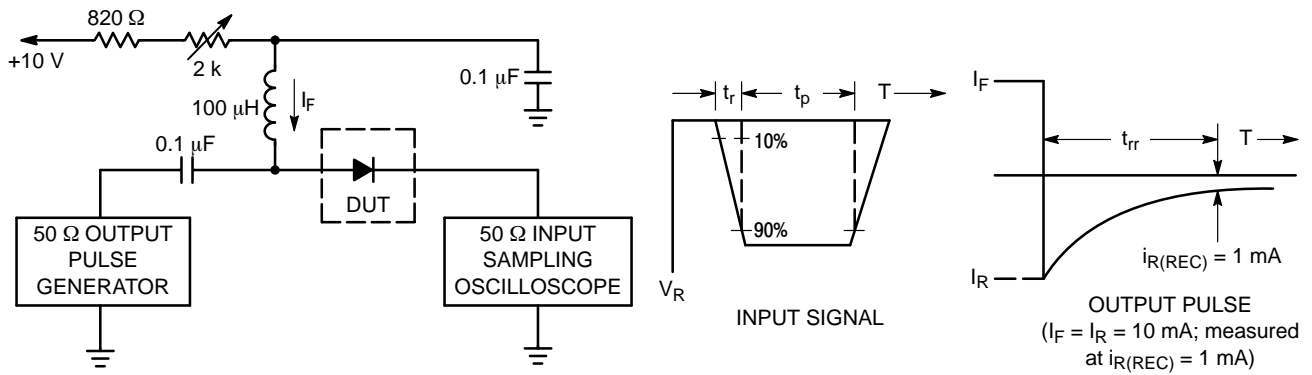 820 Ω
+10 V
2 k
100 μH
I_F
0.1 μF
0.1 μF
DUT
50 Ω OUTPUT
PULSE
GENERATOR
50 Ω INPUT
SAMPLING
OSCILLOSCOPE
t_r
t_p
T
10%
90%
V_R
INPUT SIGNAL
I_F
t_rr
T
I_R
i_R(REC) = 1 mA
OUTPUT PULSE
(I_F = I_R = 10 mA; measured
at i_R(REC) = 1 mA)